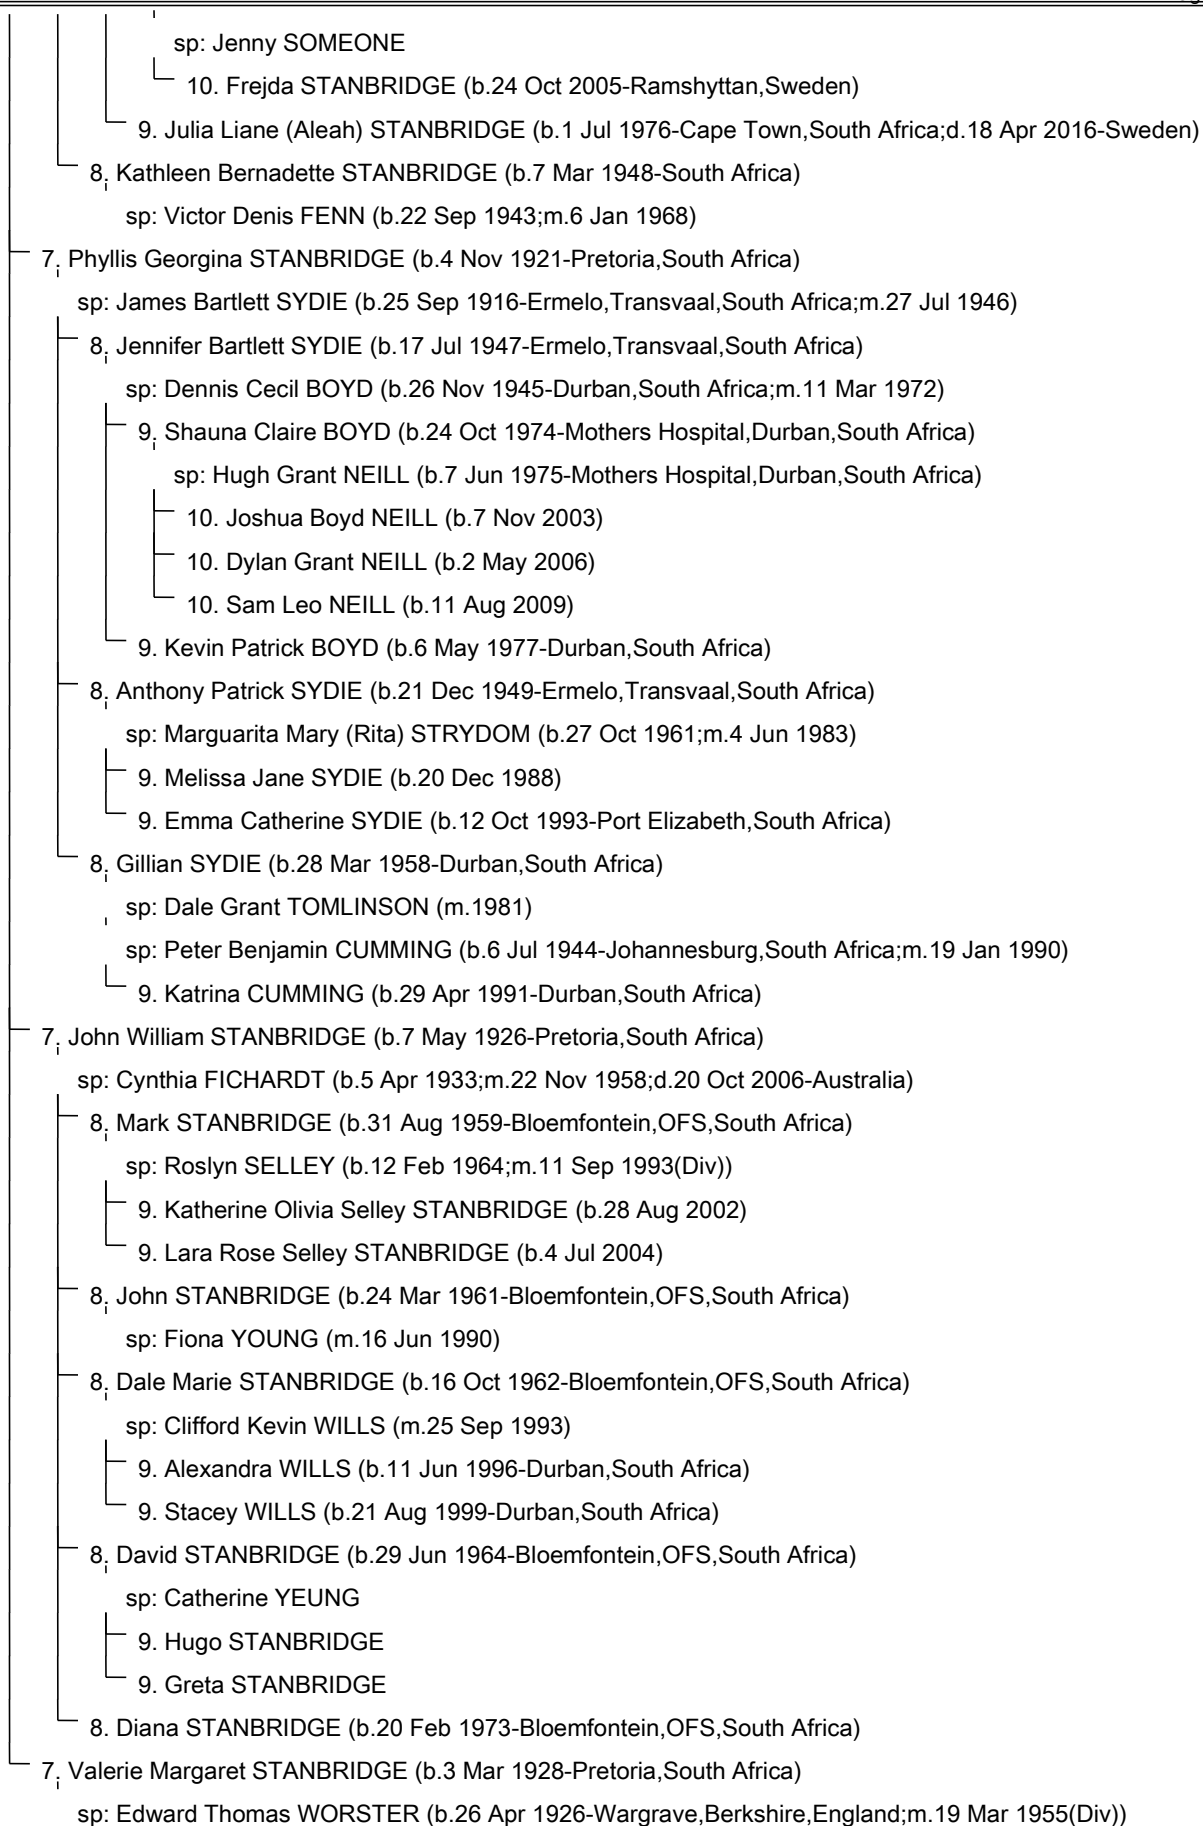 sp: Jenny SOMEONE
10. Frejda STANBRIDGE (b.24 Oct 2005-Ramshyttan,Sweden)
9. Julia Liane (Aleah) STANBRIDGE (b.1 Jul 1976-Cape Town,South Africa;d.18 Apr 2016-Sweden)
8. Kathleen Bernadette STANBRIDGE (b.7 Mar 1948-South Africa)
sp: Victor Denis FENN (b.22 Sep 1943;m.6 Jan 1968)
7. Phyllis Georgina STANBRIDGE (b.4 Nov 1921-Pretoria,South Africa)
sp: James Bartlett SYDIE (b.25 Sep 1916-Ermelo,Transvaal,South Africa;m.27 Jul 1946)
8. Jennifer Bartlett SYDIE (b.17 Jul 1947-Ermelo,Transvaal,South Africa)
sp: Dennis Cecil BOYD (b.26 Nov 1945-Durban,South Africa;m.11 Mar 1972)
9. Shauna Claire BOYD (b.24 Oct 1974-Mothers Hospital,Durban,South Africa)
sp: Hugh Grant NEILL (b.7 Jun 1975-Mothers Hospital,Durban,South Africa)
10. Joshua Boyd NEILL (b.7 Nov 2003)
10. Dylan Grant NEILL (b.2 May 2006)
10. Sam Leo NEILL (b.11 Aug 2009)
9. Kevin Patrick BOYD (b.6 May 1977-Durban,South Africa)
8. Anthony Patrick SYDIE (b.21 Dec 1949-Ermelo,Transvaal,South Africa)
sp: Marguarita Mary (Rita) STRYDOM (b.27 Oct 1961;m.4 Jun 1983)
9. Melissa Jane SYDIE (b.20 Dec 1988)
9. Emma Catherine SYDIE (b.12 Oct 1993-Port Elizabeth,South Africa)
8. Gillian SYDIE (b.28 Mar 1958-Durban,South Africa)
sp: Dale Grant TOMLINSON (m.1981)
sp: Peter Benjamin CUMMING (b.6 Jul 1944-Johannesburg,South Africa;m.19 Jan 1990)
9. Katrina CUMMING (b.29 Apr 1991-Durban,South Africa)
7. John William STANBRIDGE (b.7 May 1926-Pretoria,South Africa)
sp: Cynthia FICHARDT (b.5 Apr 1933;m.22 Nov 1958;d.20 Oct 2006-Australia)
8. Mark STANBRIDGE (b.31 Aug 1959-Bloemfontein,OFS,South Africa)
sp: Roslyn SELLEY (b.12 Feb 1964;m.11 Sep 1993(Div))
9. Katherine Olivia Selley STANBRIDGE (b.28 Aug 2002)
9. Lara Rose Selley STANBRIDGE (b.4 Jul 2004)
8. John STANBRIDGE (b.24 Mar 1961-Bloemfontein,OFS,South Africa)
sp: Fiona YOUNG (m.16 Jun 1990)
8. Dale Marie STANBRIDGE (b.16 Oct 1962-Bloemfontein,OFS,South Africa)
sp: Clifford Kevin WILLS (m.25 Sep 1993)
9. Alexandra WILLS (b.11 Jun 1996-Durban,South Africa)
9. Stacey WILLS (b.21 Aug 1999-Durban,South Africa)
8. David STANBRIDGE (b.29 Jun 1964-Bloemfontein,OFS,South Africa)
sp: Catherine YEUNG
9. Hugo STANBRIDGE
9. Greta STANBRIDGE
8. Diana STANBRIDGE (b.20 Feb 1973-Bloemfontein,OFS,South Africa)
7. Valerie Margaret STANBRIDGE (b.3 Mar 1928-Pretoria,South Africa)
sp: Edward Thomas WORSTER (b.26 Apr 1926-Wargrave,Berkshire,England;m.19 Mar 1955(Div))